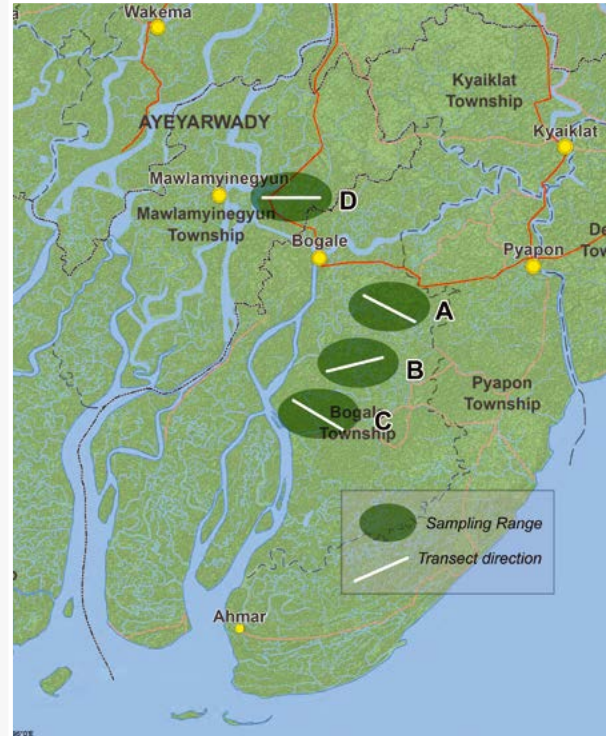 Wakema
Kyaiklat
Township
AYEYARWADY
Kyaiklat
Mawlamyinegyun
D
Mawlamyinegyun
Township
Bogale
Pyapon
A
B
Pyapon
Township
C
Bogale
Township
Sampling Range
Transect direction
Ahmar